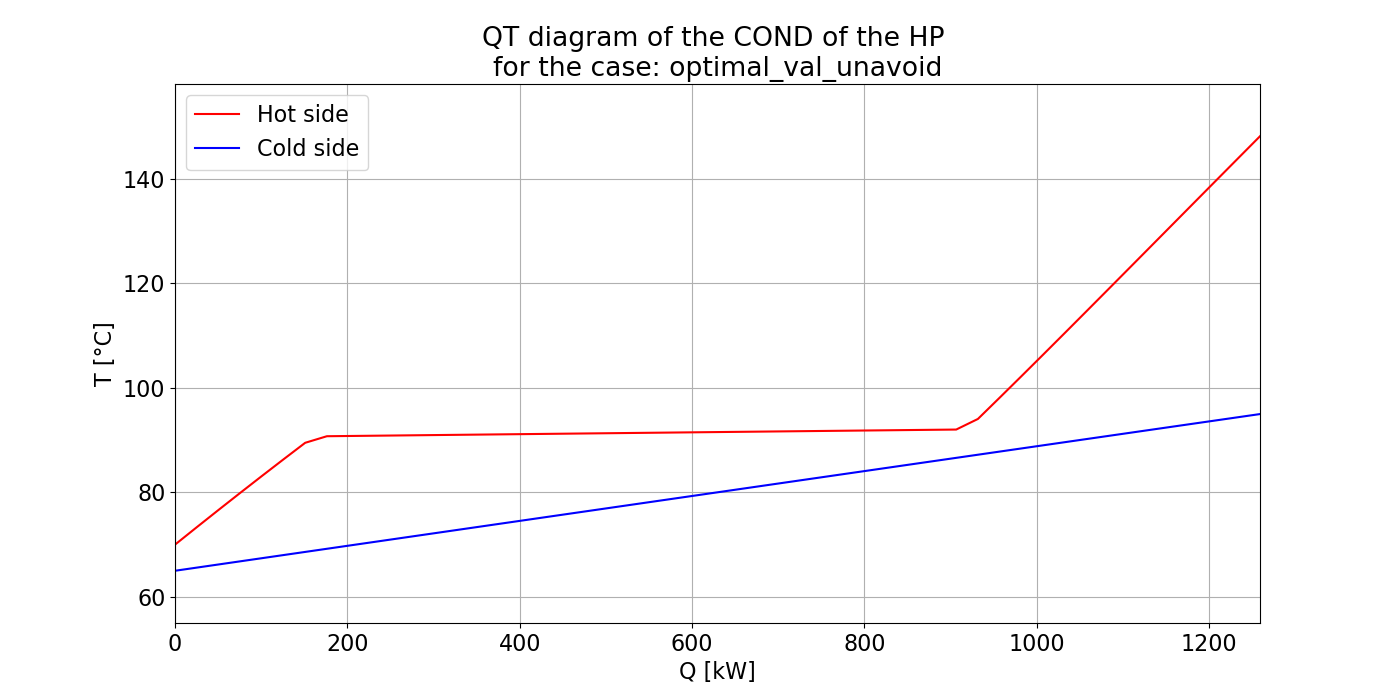 QT diagram of the COND of the HP
for the case: optimal_val_unavoid
Hot side
Cold side
T [°C]
140
120
100
80
60
0 200 400 600 800 1000 1200
Q [kW]